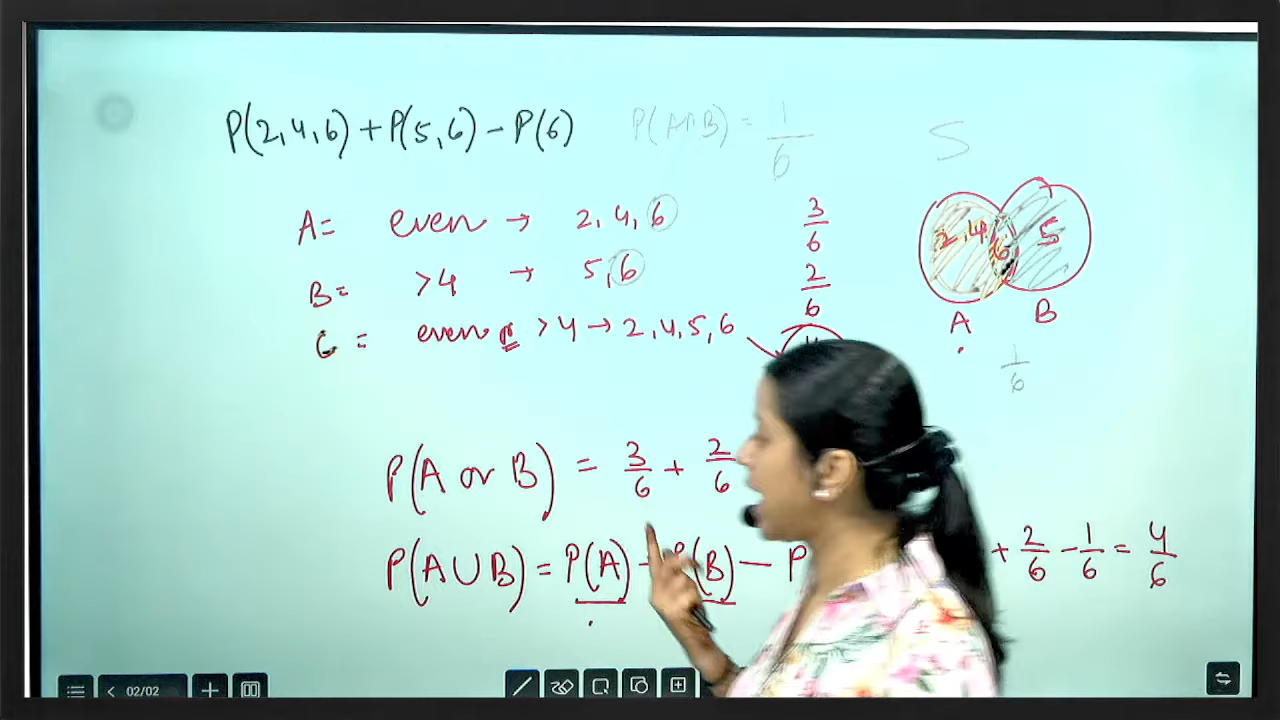 P(2,4,6) + P(5,6) - P(6) P(A∩B) = 1/6 S
A = even → 2, 4, 6 3/6
B = >4 → 5, 6 2/6
2,4, 6 5
A B
C = even r >4 → 2, 4, 5, 6
1/6
P(A or B) = 3/6 + 2/6
P(A∪B) = P(A) + P(B) - P + 2/6 - 1/6 = 4/6
02/02